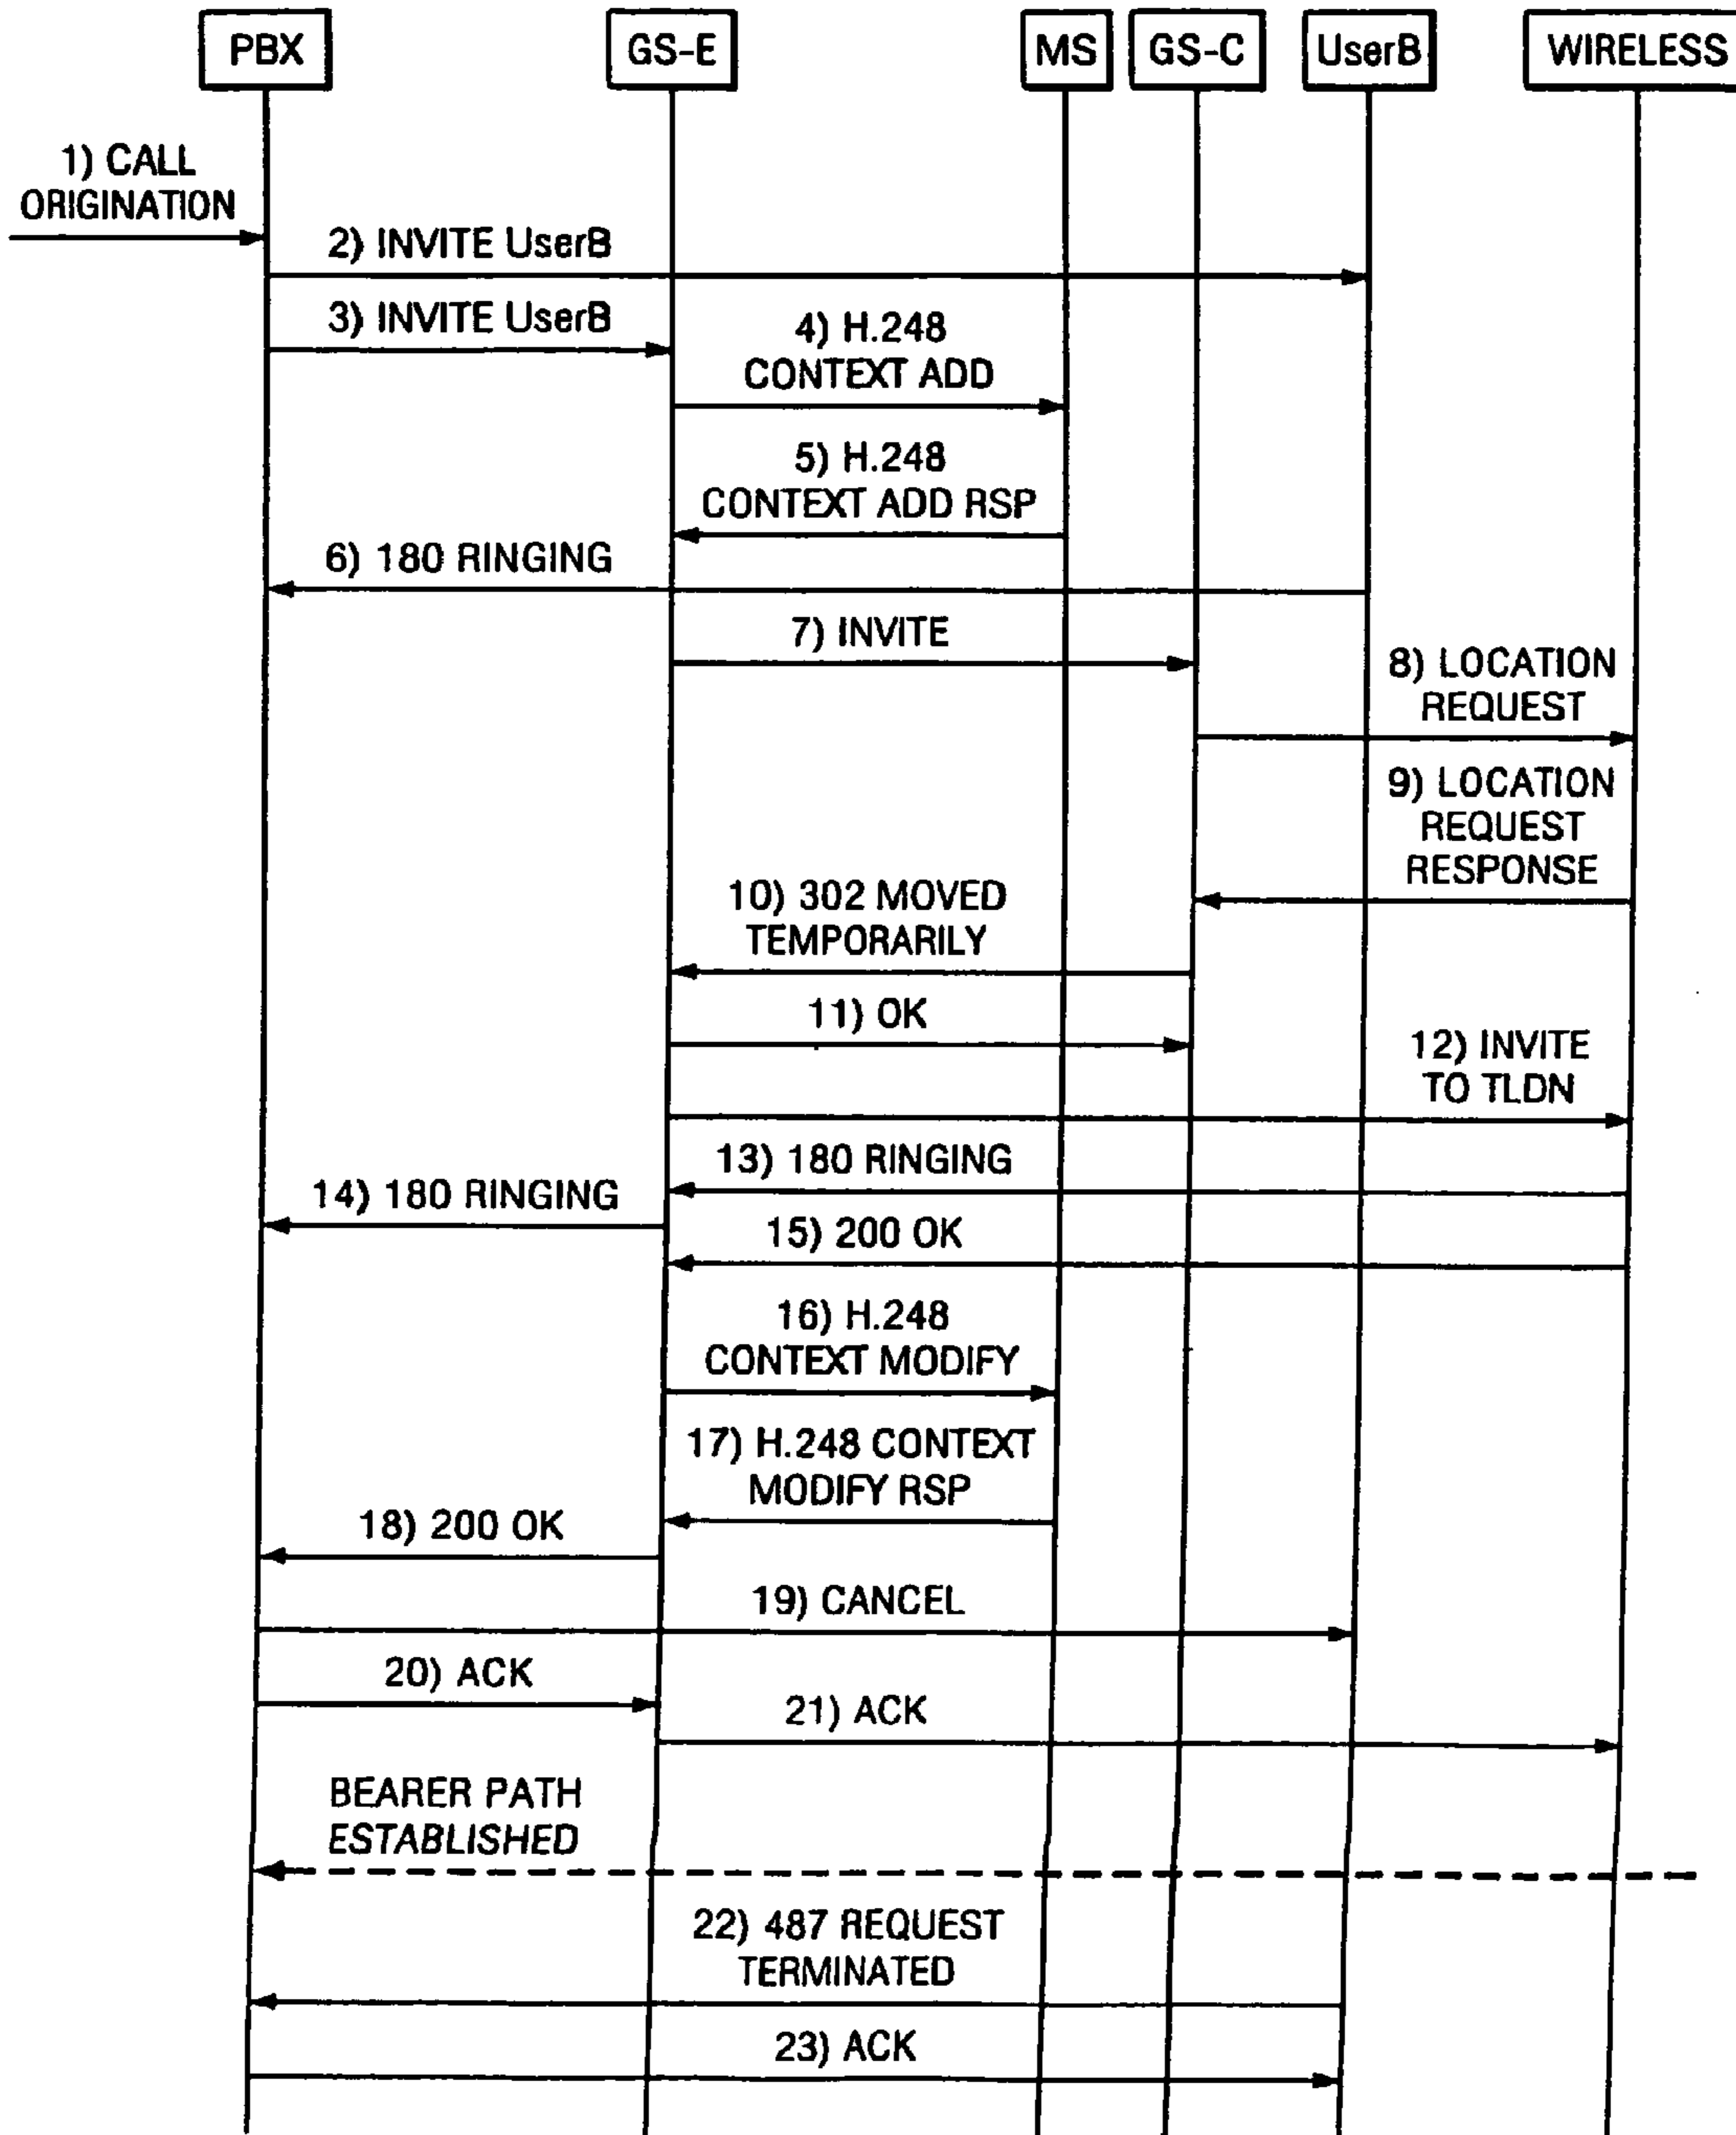 PBX
GS-E
MS
GS-C
UserB
WIRELESS
1) CALL
ORIGINATION
2) INVITE UserB
3) INVITE UserB
4) H.248
CONTEXT ADD
5) H.248
CONTEXT ADD RSP
6) 180 RINGING
7) INVITE
8) LOCATION
REQUEST
9) LOCATION
REQUEST
RESPONSE
10) 302 MOVED
TEMPORARILY
11) OK
12) INVITE
TO TLDN
13) 180 RINGING
14) 180 RINGING
15) 200 OK
16) H.248
CONTEXT MODIFY
17) H.248 CONTEXT
MODIFY RSP
18) 200 OK
19) CANCEL
20) ACK
21) ACK
BEARER PATH
ESTABLISHED
22) 487 REQUEST
TERMINATED
23) ACK